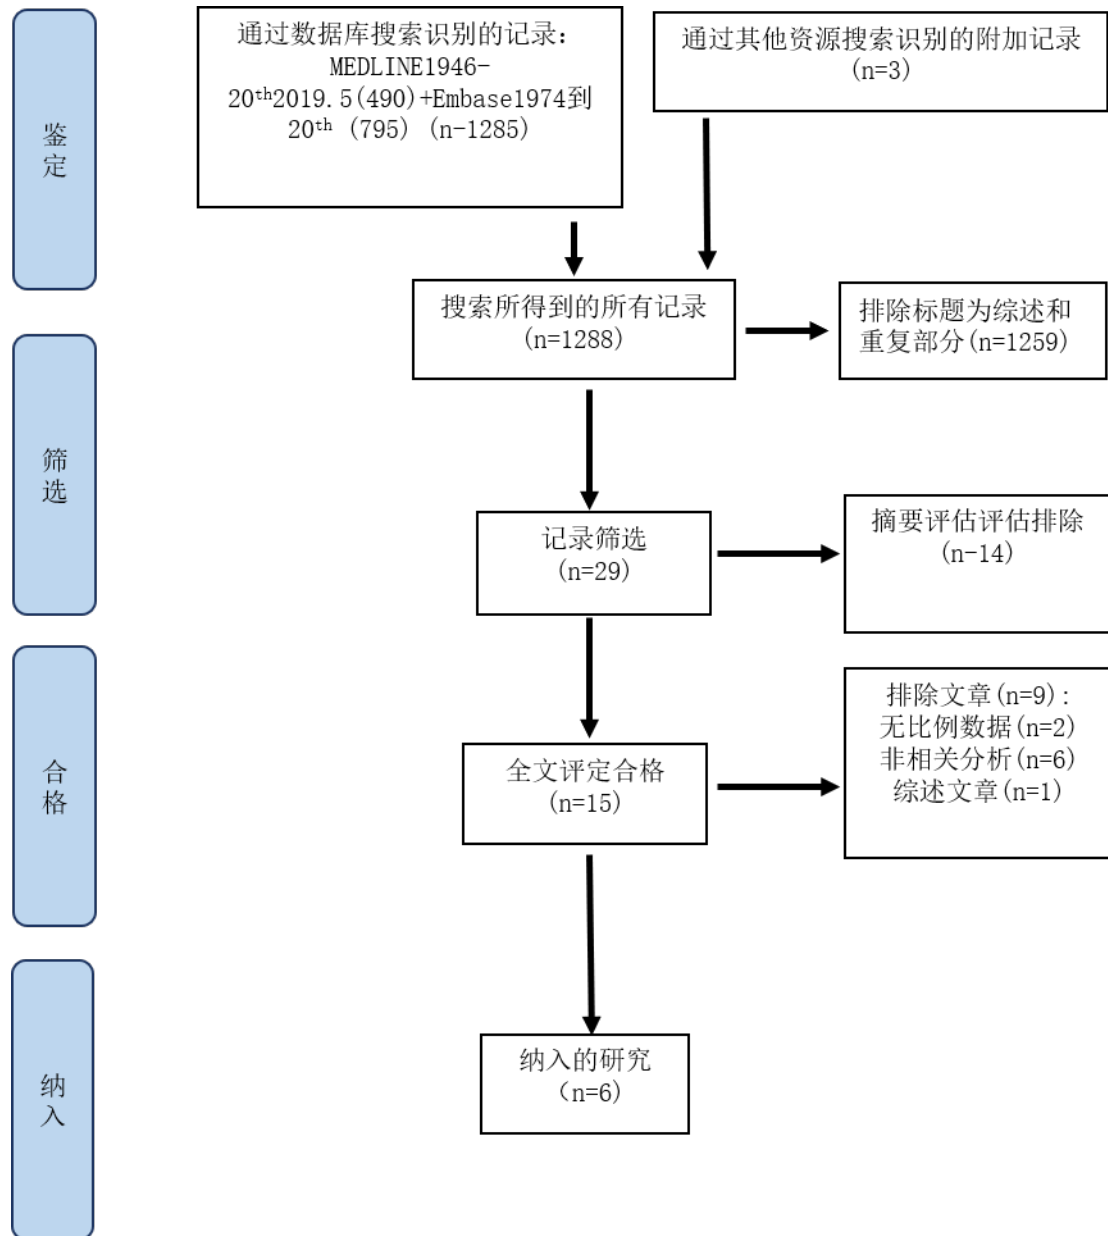 鉴
定
通过数据库搜索识别的记录：
MEDLINE1946-
20th2019.5(490)+Embase1974到
20th (795) (n-1285)
通过其他资源搜索识别的附加记录
(n=3)
搜索所得到的所有记录
(n=1288)
排除标题为综述和
重复部分(n=1259)
筛
选
记录筛选
(n=29)
摘要评估评估排除
(n-14)
合
格
全文评定合格
(n=15)
排除文章(n=9):
无比例数据(n=2)
非相关分析(n=6)
综述文章(n=1)
纳
入
纳入的研究
（n=6)